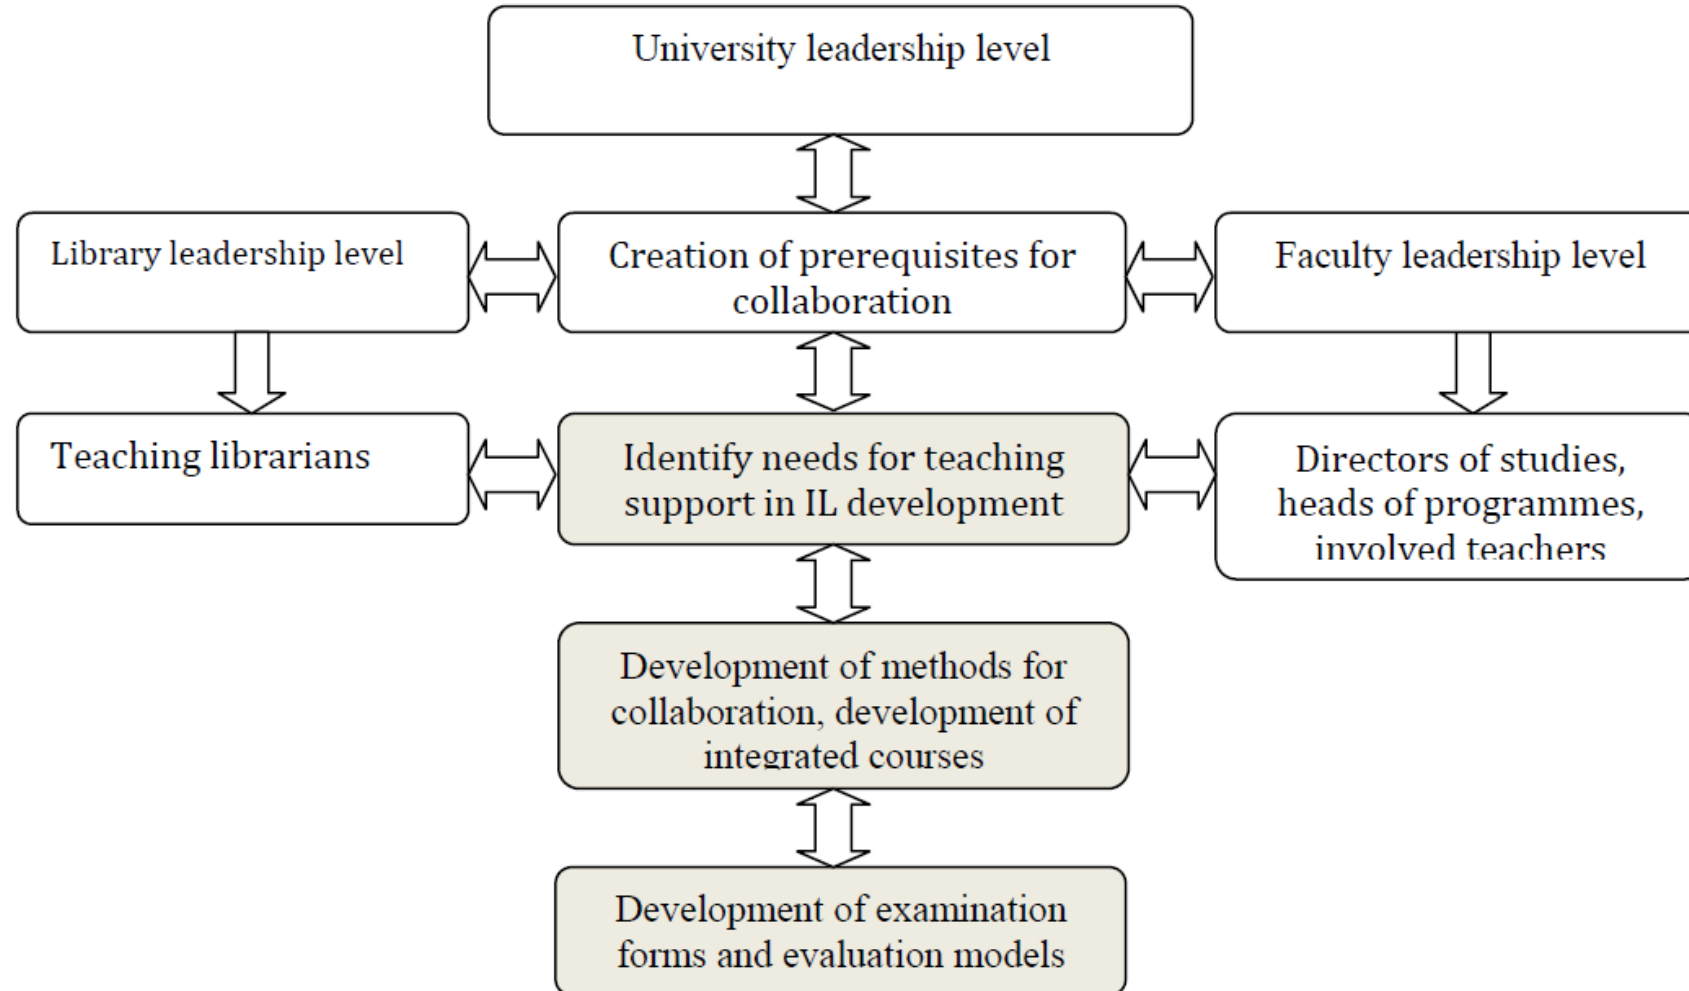 University leadership level
Library leadership level
Creation of prerequisites for
collaboration
Faculty leadership level
Teaching librarians
Identify needs for teaching
support in IL development
Directors of studies,
heads of programmes,
involved teachers
Development of methods for
collaboration, development of
integrated courses
Development of examination
forms and evaluation models